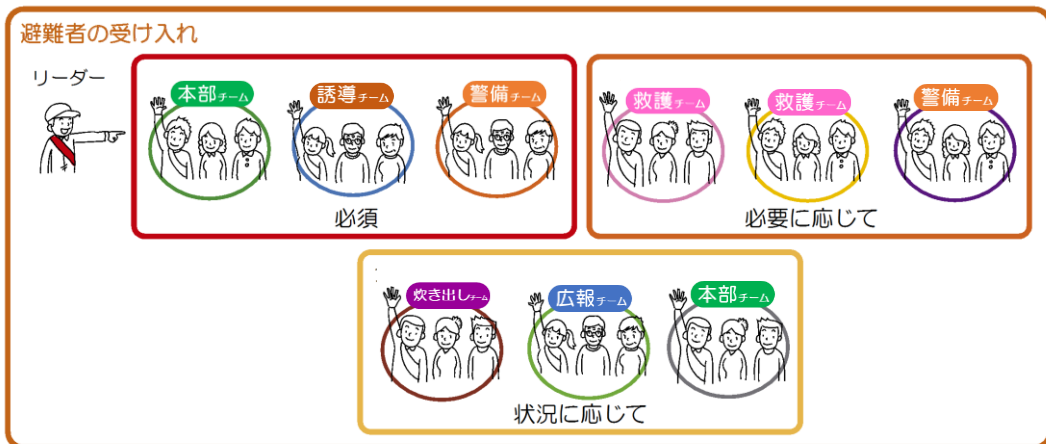 避難者の受け入れ
リーダー
本部チーム
誘導チーム
警備チーム
必須
救護チーム
救護チーム
警備チーム
必要に応じて
炊き出しチーム
広報チーム
本部チーム
状況に応じて